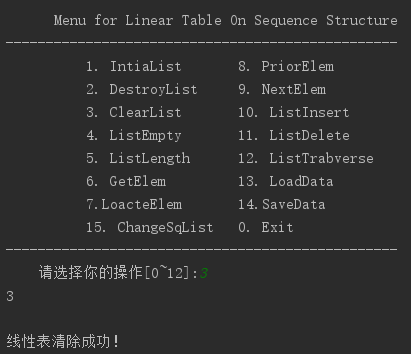 Menu for Linear Table On Sequence Structure
-------------------------------------------------
1. IntiaList 8. PriorElem
2. DestroyList 9. NextElem
3. ClearList 10. ListInsert
4. ListEmpty 11. ListDelete
5. ListLength 12. ListTrabverse
6. GetElem 13. LoadData
7.LoacteElem 14.SaveData
15. ChangeSqList 0. Exit
-------------------------------------------------
请选择你的操作[0~12]:3
3
线性表清除成功!